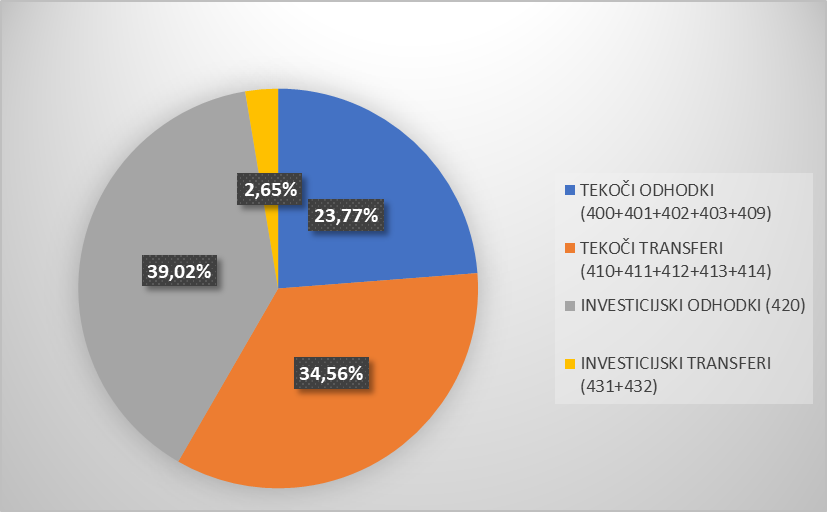 2,65%
23,77%
39,02%
34,56%
TEKOČI ODHODKI
(400+401+402+403+409)
TEKOČI TRANSFERI
(410+411+412+413+414)
INVESTICIJSKI ODHODKI (420)
INVESTICIJSKI TRANSFERI
(431+432)